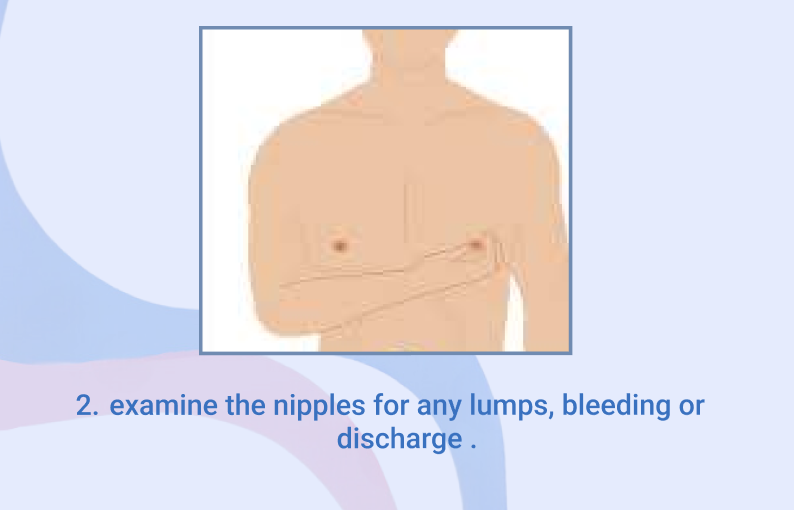 2. examine the nipples for any lumps, bleeding or
discharge .